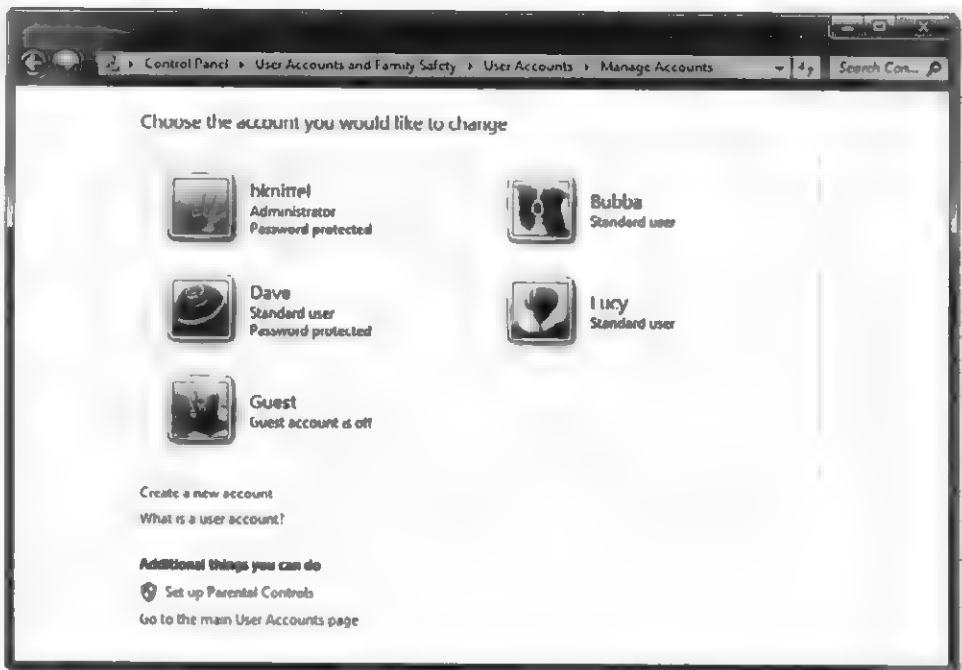 Control Panel ▸ User Accounts and Family Safety ▸ User Accounts ▸ Manage Accounts
Search Con...
Choose the account you would like to change
hknittel
Administrator
Password protected
Bubba
Standard user
Dave
Standard user
Password protected
Lucy
Standard user
Guest
Guest account is off
Create a new account
What is a user account?
Additional things you can do
Set up Parental Controls
Go to the main User Accounts page